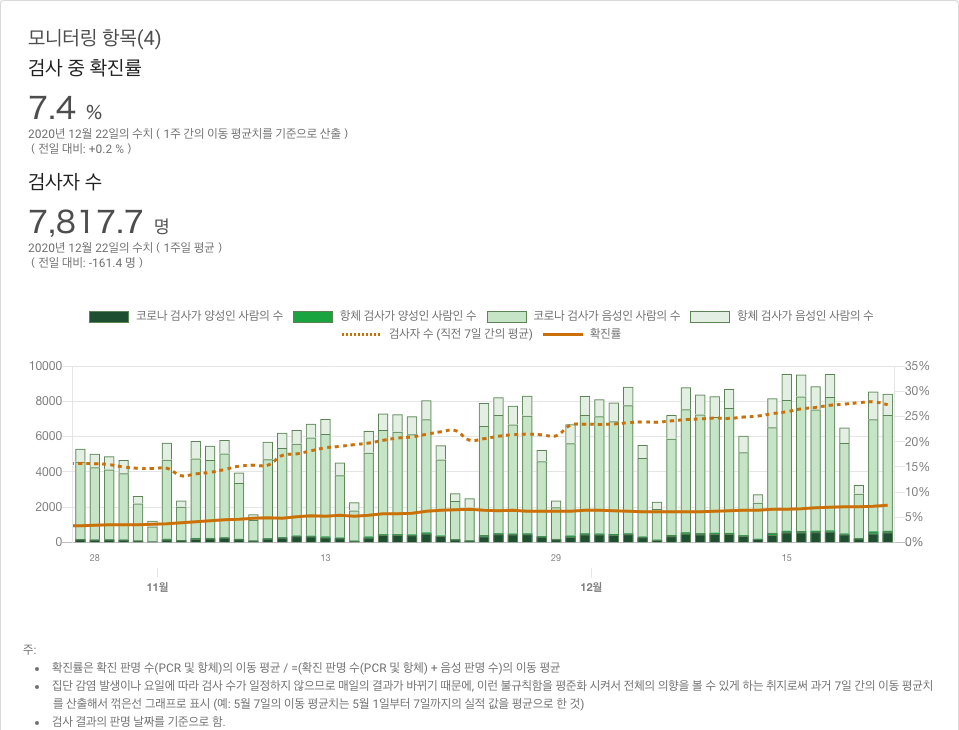 모니터링 항목(4)
검사 중 확진률
7.4 %
2020년 12월 22일의 수치 ( 1주 간의 이동 평균치를 기준으로 산출 )
( 전일 대비: +0.2 % )
검사자 수
7,817.7 명
2020년 12월 22일의 수치 ( 1주일 평균 )
( 전일 대비: -161.4 명 )
코로나 검사가 양성인 사람의 수 항체 검사가 양성인 사람인 수 코로나 검사가 음성인 사람의 수 항체 검사가 음성인 사람의 수
검사자 수 (직전 7일 간의 평균) 확진률
10000 35%
30%
8000
25%
6000
20%
4000
15%
10%
2000
5%
0 0%
28 13 29 15
11월 12월
주:
확진률은 확진 판명 수(PCR 및 항체)의 이동 평균 / =(확진 판명 수(PCR 및 항체) + 음성 판명 수)의 이동 평균
집단 감염 발생이나 요일에 따라 검사 수가 일정하지 않으므로 매일의 결과가 바뀌기 때문에, 이런 불규칙함을 평준화 시켜서 전체의 의향을 볼 수 있게 하는 취지로써 과거 7일 간의 이동 평균치
를 산출해서 꺾은선 그래프로 표시 (예: 5월 7일의 이동 평균치는 5월 1일부터 7일까지의 실적 값을 평균으로 한 것)
검사 결과의 판명 날짜를 기준으로 함.